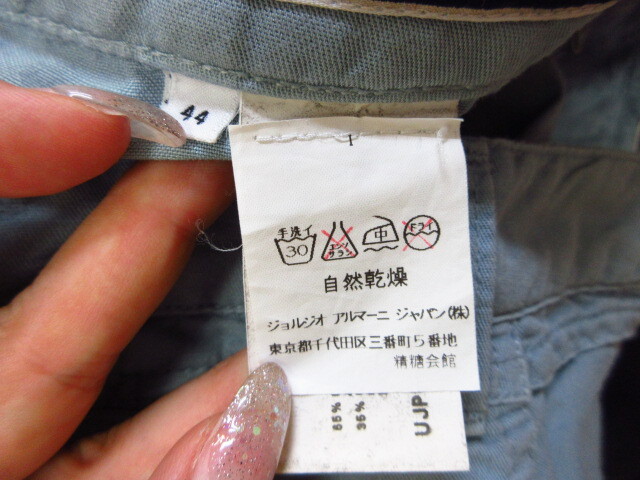 44
手洗イ 30 エンソサラシ 中 ドライ
自然乾燥
ジョルジオ アルマーニ ジャパン(株)
東京都千代田区三番町5番地
精糖会館
UJP